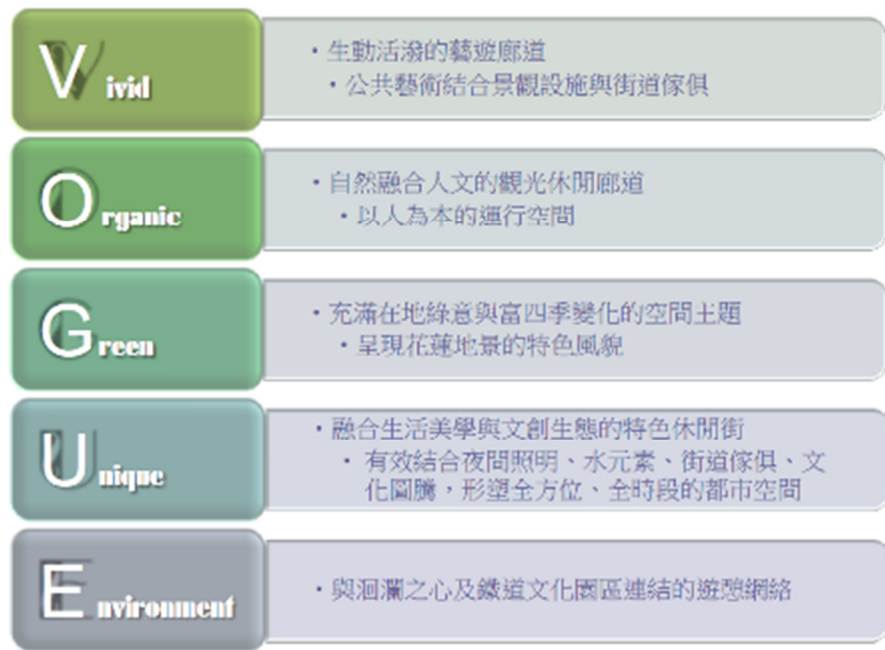 Vivid
・生動活潑的藝遊廊道
・公共藝術結合景觀設施與街道傢俱
Organic
・自然融合人文的觀光休閒廊道
・以人為本的運行空間
Green
・充滿在地綠意與富四季變化的空間主題
・呈現花蓮地景的特色風貌
Unique
・融合生活美學與文創生態的特色休閒街
・有效結合夜間照明、水元素、街道傢俱、文
化圖騰，形塑全方位、全時段的都市空間
Environment
・與洄瀾之心及鐵道文化園區連結的遊憩網絡